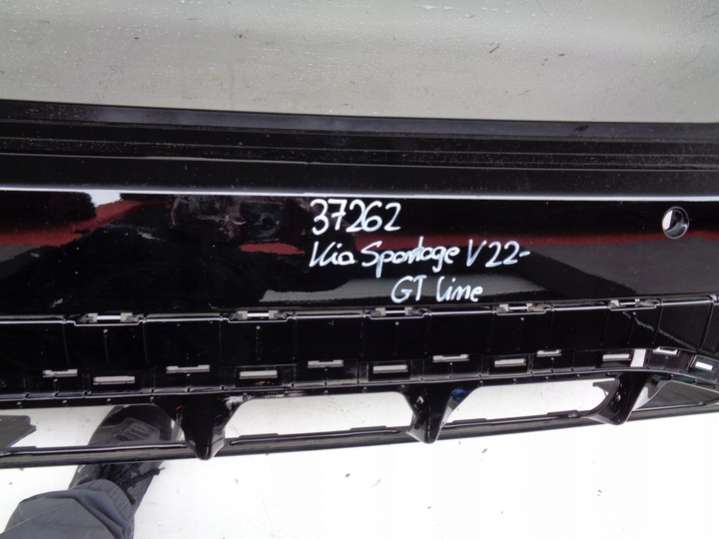 37262
Kia Sportage V 22-
GT Line